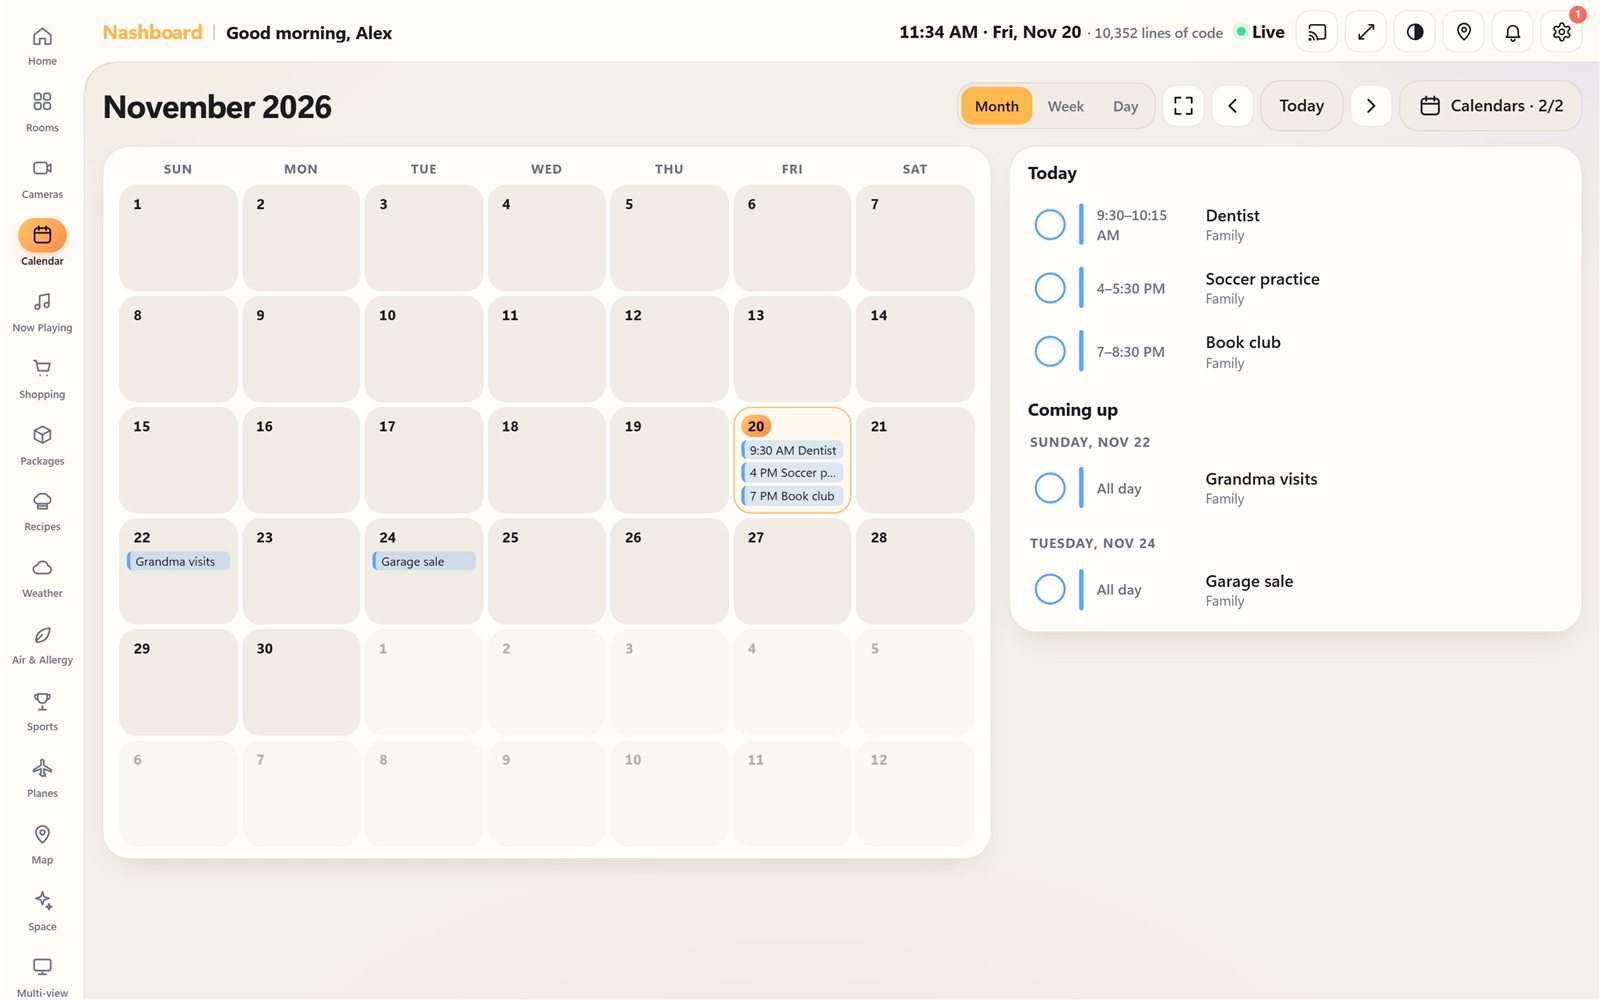 Nashboard
Good morning, Alex
11:34 AM · Fri, Nov 20 · 10,352 lines of code
Live
1
Home
Rooms
Cameras
Calendar
Now Playing
Shopping
Packages
Recipes
Weather
Air & Allergy
Sports
Planes
Map
Space
Multi-view
November 2026
Month Week Day
Today
Calendars · 2/2
SUN MON TUE WED THU FRI SAT
1 2 3 4 5 6 7
8 9 10 11 12 13 14
15 16 17 18 19 20 21
9:30 AM Dentist
4 PM Soccer p...
7 PM Book club
22 23 24 25 26 27 28
Grandma visits
Garage sale
29 30 1 2 3 4 5
6 7 8 9 10 11 12
Today
9:30–10:15 AM
Dentist
Family
4–5:30 PM
Soccer practice
Family
7–8:30 PM
Book club
Family
Coming up
SUNDAY, NOV 22
All day
Grandma visits
Family
TUESDAY, NOV 24
All day
Garage sale
Family